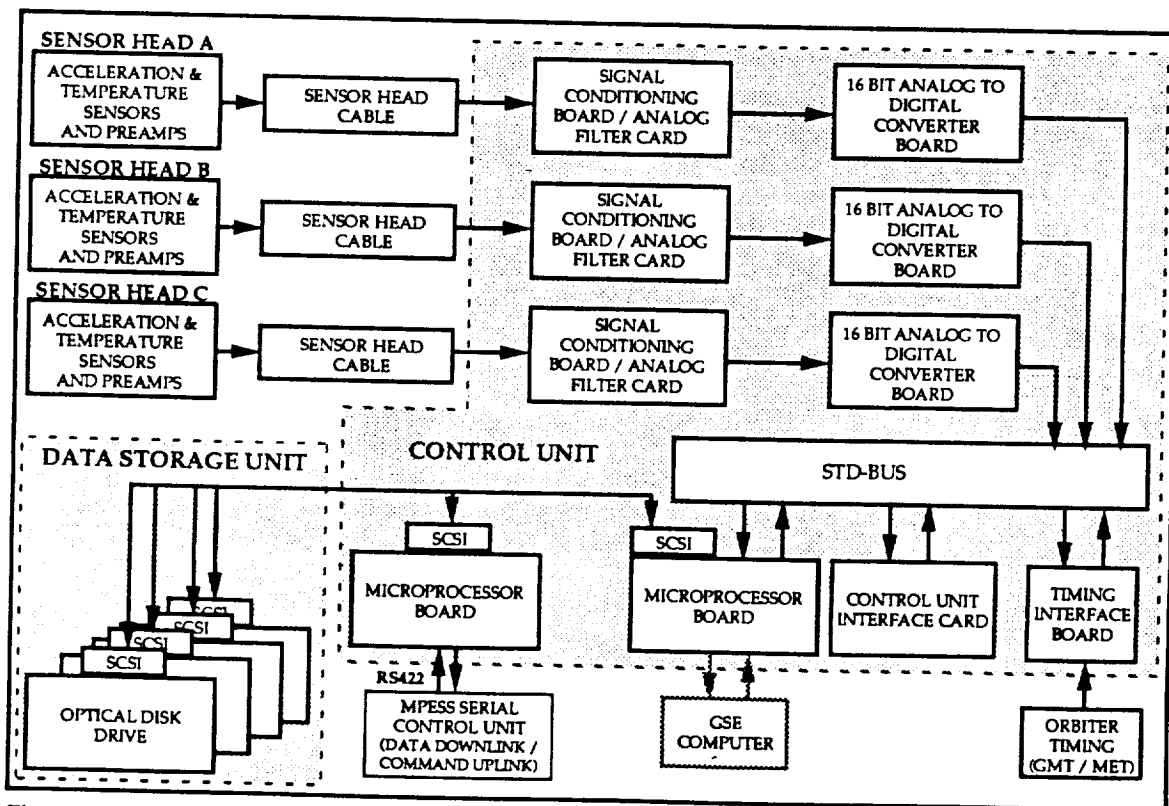 SENSOR HEAD A
ACCELERATION &
TEMPERATURE
SENSORS
AND PREAMPS
SENSOR HEAD
CABLE
SIGNAL
CONDITIONING
BOARD / ANALOG
FILTER CARD
16 BIT ANALOG TO
DIGITAL
CONVERTER
BOARD
SENSOR HEAD B
ACCELERATION &
TEMPERATURE
SENSORS
AND PREAMPS
SENSOR HEAD
CABLE
SIGNAL
CONDITIONING
BOARD / ANALOG
FILTER CARD
16 BIT ANALOG TO
DIGITAL
CONVERTER
BOARD
SENSOR HEAD C
ACCELERATION &
TEMPERATURE
SENSORS
AND PREAMPS
SENSOR HEAD
CABLE
SIGNAL
CONDITIONING
BOARD / ANALOG
FILTER CARD
16 BIT ANALOG TO
DIGITAL
CONVERTER
BOARD
DATA STORAGE UNIT
CONTROL UNIT
STD-BUS
SCSI
SCSI
MICROPROCESSOR
BOARD
MICROPROCESSOR
BOARD
CONTROL UNIT
INTERFACE CARD
TIMING
INTERFACE
BOARD
SCSI
SCSI
SCSI
SCSI
OPTICAL DISK
DRIVE
RS422
MPESS SERIAL
CONTROL UNIT
(DATA DOWNLINK /
COMMAND UPLINK)
GSE
COMPUTER
ORBITER
TIMING
(GMT / MET)